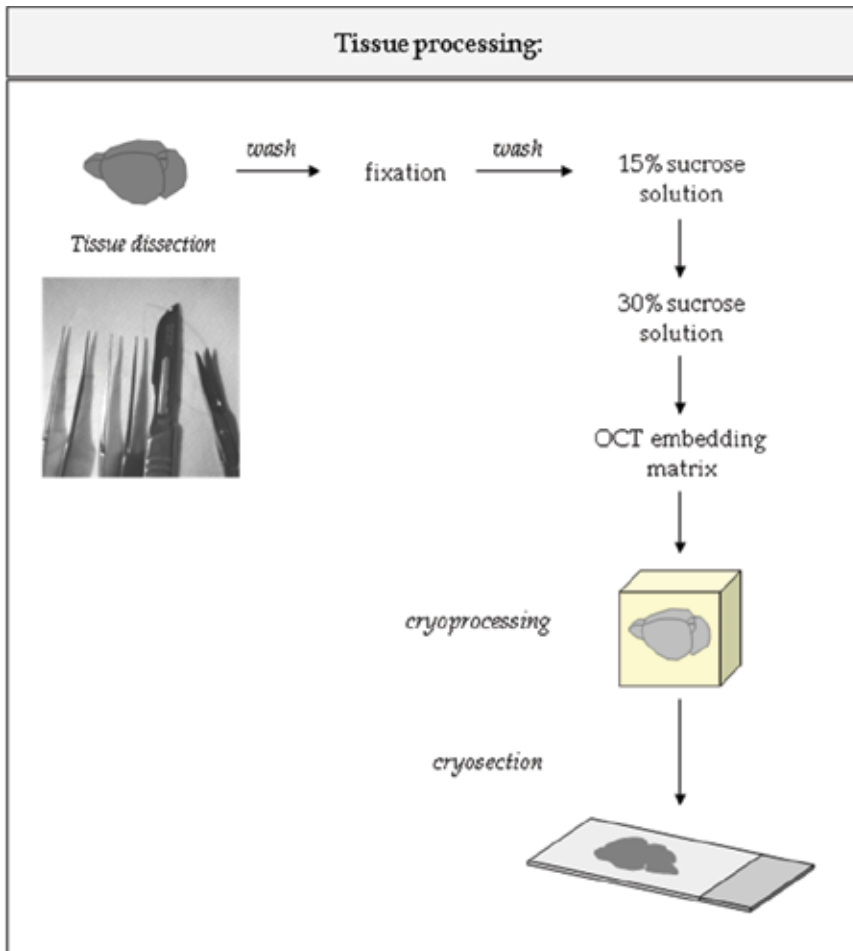 Tissue processing:
wash
wash
fixation
15% sucrose
solution
Tissue dissection
30% sucrose
solution
OCT embedding
matrix
cryoprocessing
cryosection